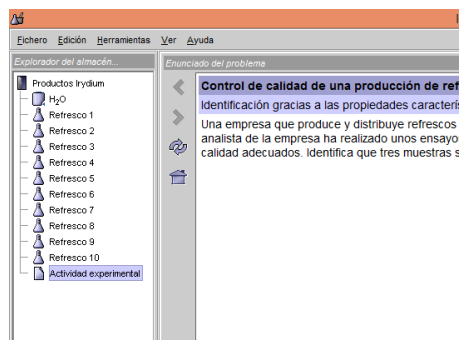 Fichero Edición Herramientas Ver Ayuda
Explorador del almacén...
Productos Irydium
H₂O
Refresco 1
Refresco 2
Refresco 3
Refresco 4
Refresco 5
Refresco 6
Refresco 7
Refresco 8
Refresco 9
Refresco 10
Actividad experimental
Enunciado del problema
Control de calidad de una producción de ref
Identificación gracias a las propiedades caracterís
Una empresa que produce y distribuye refrescos
analista de la empresa ha realizado unos ensayo
calidad adecuados. Identifica que tres muestras s